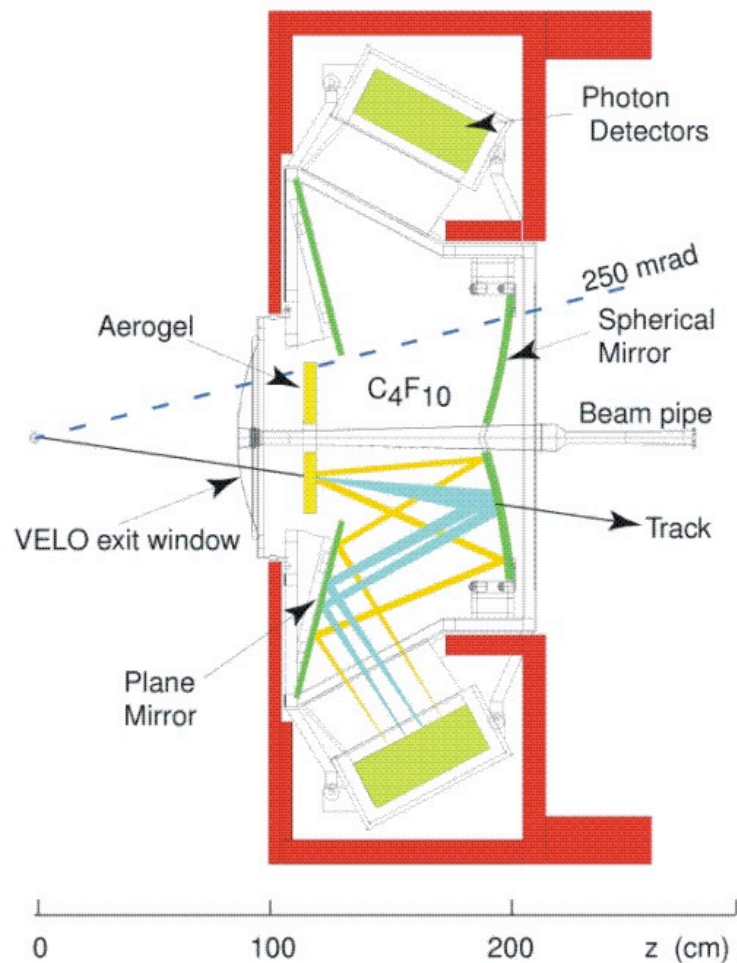 Photon
Detectors
250 mrad
Aerogel
Spherical
Mirror
C₄F₁₀
Beam pipe
VELO exit window
Track
Plane
Mirror
0 100 200 z (cm)